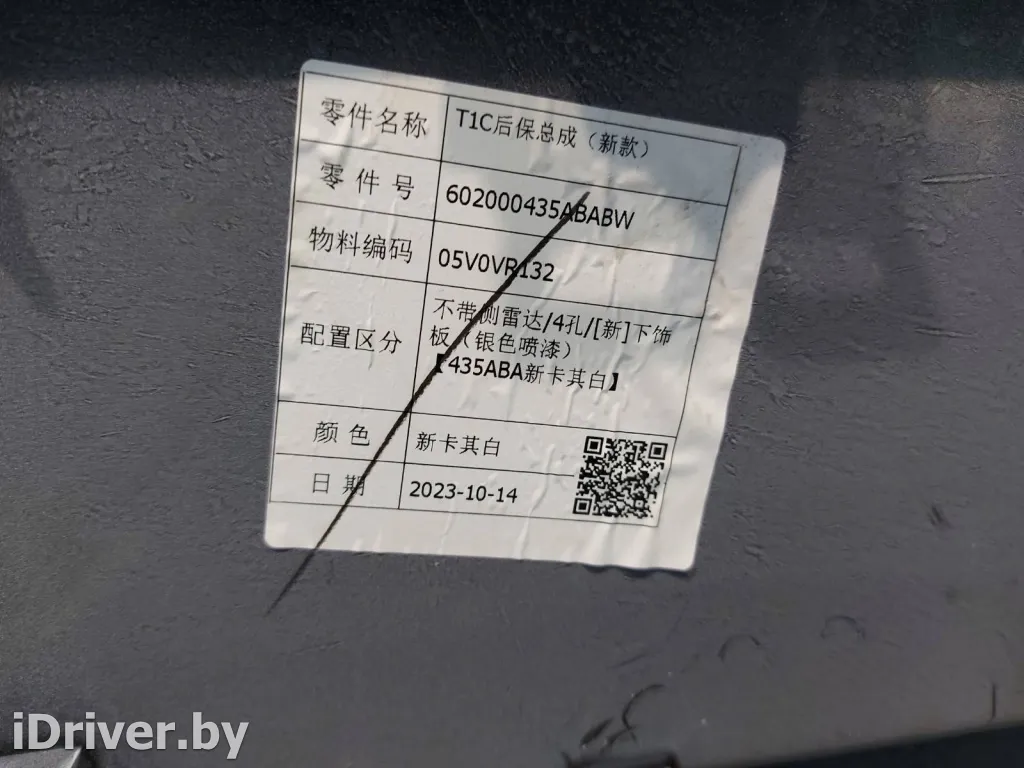 零件名称 T1C后保总成（新款）
零件号 602000435ABABW
物料编码 05V0VR132
配置区分 不带侧雷达/4孔/[新]下饰
板（银色喷漆）
【435ABA新卡其白】
颜色 新卡其白
日期 2023-10-14
iDriver.by